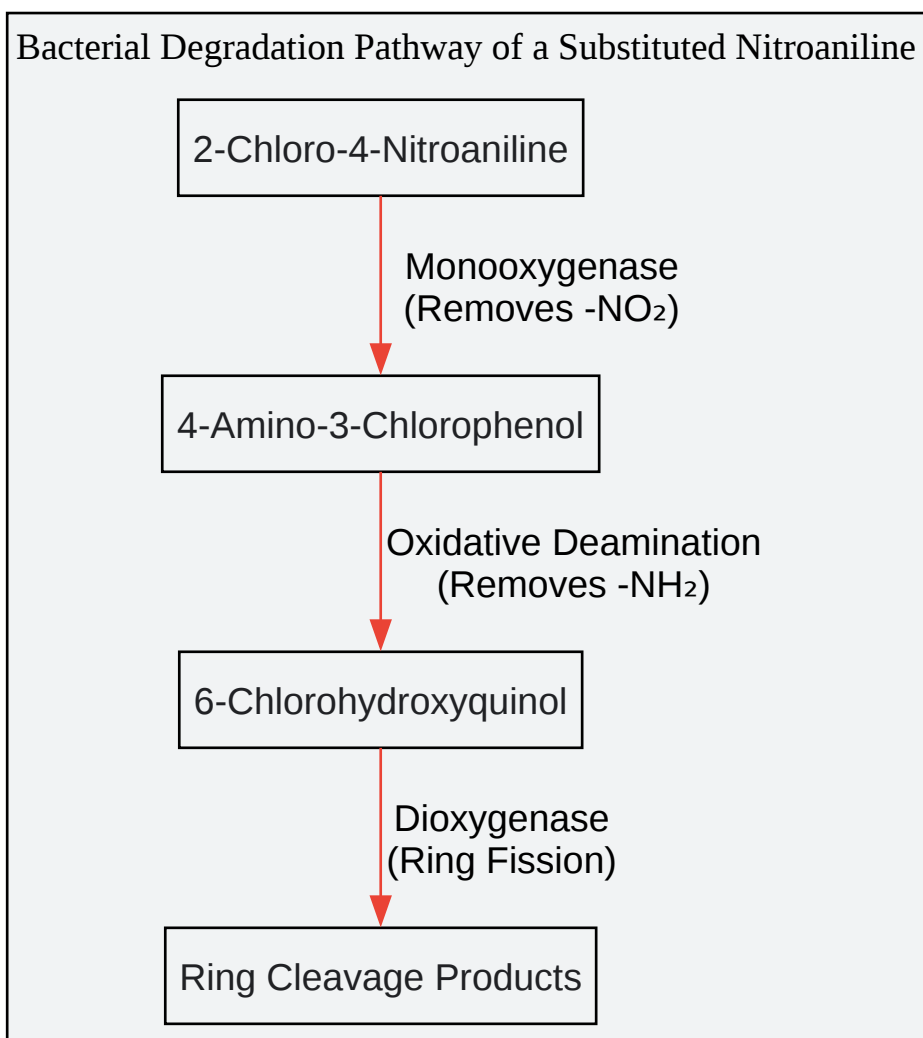 Bacterial Degradation Pathway of a Substituted Nitroaniline
2-Chloro-4-Nitroaniline
Monooxygenase
(Removes -NO₂)
4-Amino-3-Chlorophenol
Oxidative Deamination
(Removes -NH₂)
6-Chlorohydroxyquinol
Dioxygenase
(Ring Fission)
Ring Cleavage Products